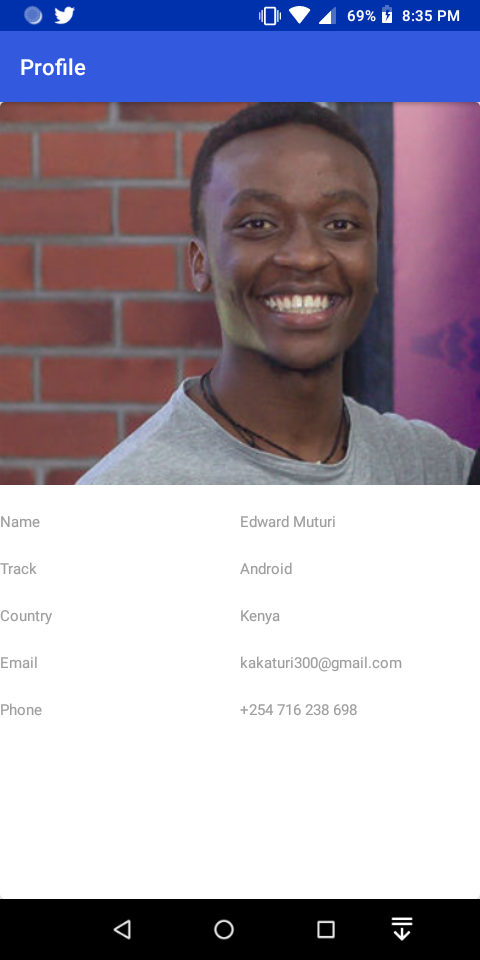 69% 8:35 PM
Profile
Name Edward Muturi
Track Android
Country Kenya
Email kakaturi300@gmail.com
Phone +254 716 238 698